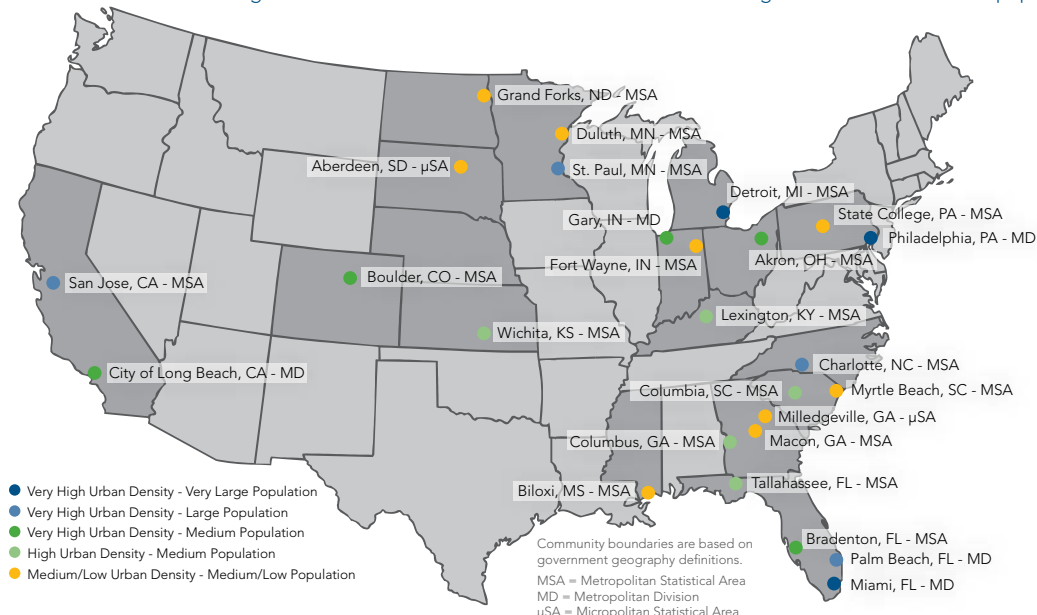 Grand Forks, ND - MSA
Duluth, MN - MSA
Aberdeen, SD - µSA
St. Paul, MN - MSA
Detroit, MI - MSA
Gary, IN - MD
State College, PA - MSA
Philadelphia, PA - MD
Akron, OH - MSA
Fort Wayne, IN - MSA
San Jose, CA - MSA
Boulder, CO - MSA
Lexington, KY - MSA
Wichita, KS - MSA
Charlotte, NC - MSA
City of Long Beach, CA - MD
Columbia, SC - MSA
Myrtle Beach, SC - MSA
Milledgeville, GA - µSA
Columbus, GA - MSA
Macon, GA - MSA
Tallahassee, FL - MSA
Biloxi, MS - MSA
Bradenton, FL - MSA
Palm Beach, FL - MD
Miami, FL - MD
Very High Urban Density - Very Large Population
Very High Urban Density - Large Population
Very High Urban Density - Medium Population
High Urban Density - Medium Population
Medium/Low Urban Density - Medium/Low Population
Community boundaries are based on
government geography definitions.
MSA = Metropolitan Statistical Area
MD = Metropolitan Division
µSA = Micropolitan Statistical Area